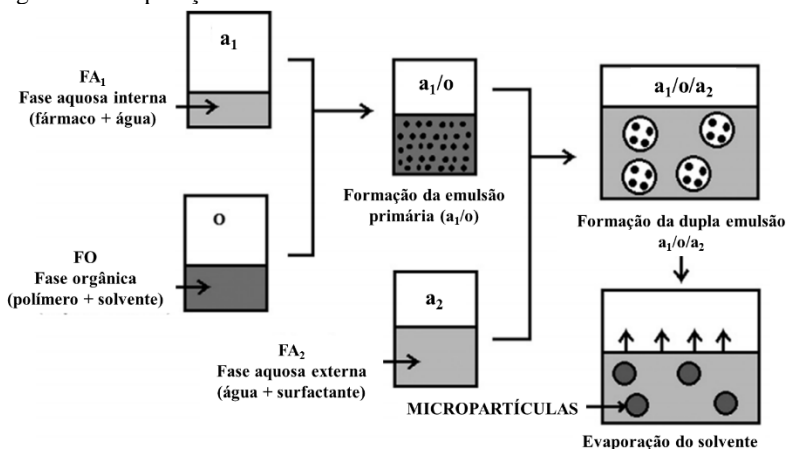 a1
FA1
Fase aquosa interna
(fármaco + água)
a1/o
Formação da emulsão
primária (a1/o)
a1/o/a2
Formação da dupla emulsão
a1/o/a2
O
FO
Fase orgânica
(polímero + solvente)
a2
FA2
Fase aquosa externa
(água + surfactante)
MICROPARTÍCULAS
Evaporação do solvente